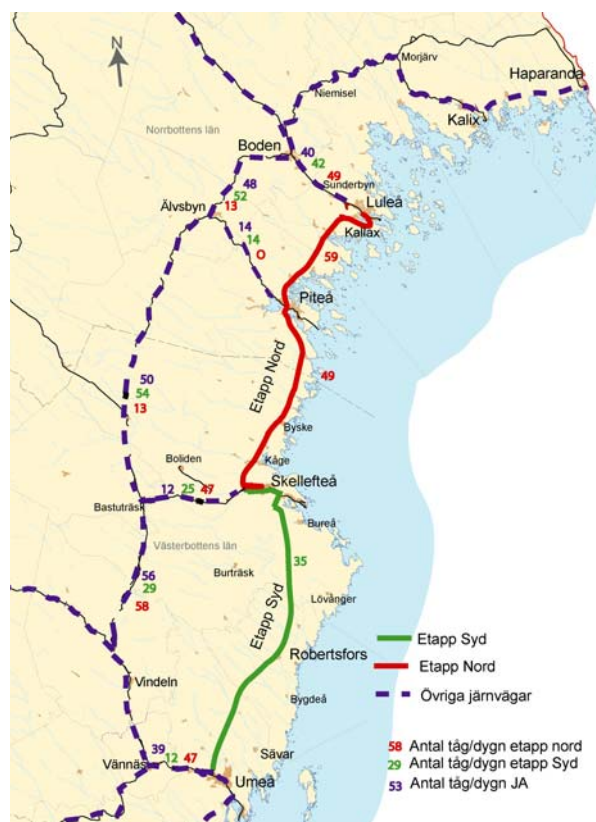 N
Morjärv
Haparanda
Niemisel
Kalix
Norrbottens län
Boden
40
42
49
Sunderbyn
Luleå
Kallax
48
52
13
Älvsbyn
14
14
O
59
Piteå
Etapp Nord
49
50
54
13
Byske
Boliden
Kåge
Skellefteå
12 25 47
Bastuträsk
Bureå
Västerbottens län
35
56
29
58
Burträsk
Lövånger
Etapp Syd
Robertsfors
Vindeln
Bygdeå
39 12 47
Vännäs
Sävar
Umeå
Etapp Syd
Etapp Nord
Övriga järnvägar
58 Antal tåg/dygn etapp nord
29 Antal tåg/dygn etapp Syd
53 Antal tåg/dygn JA